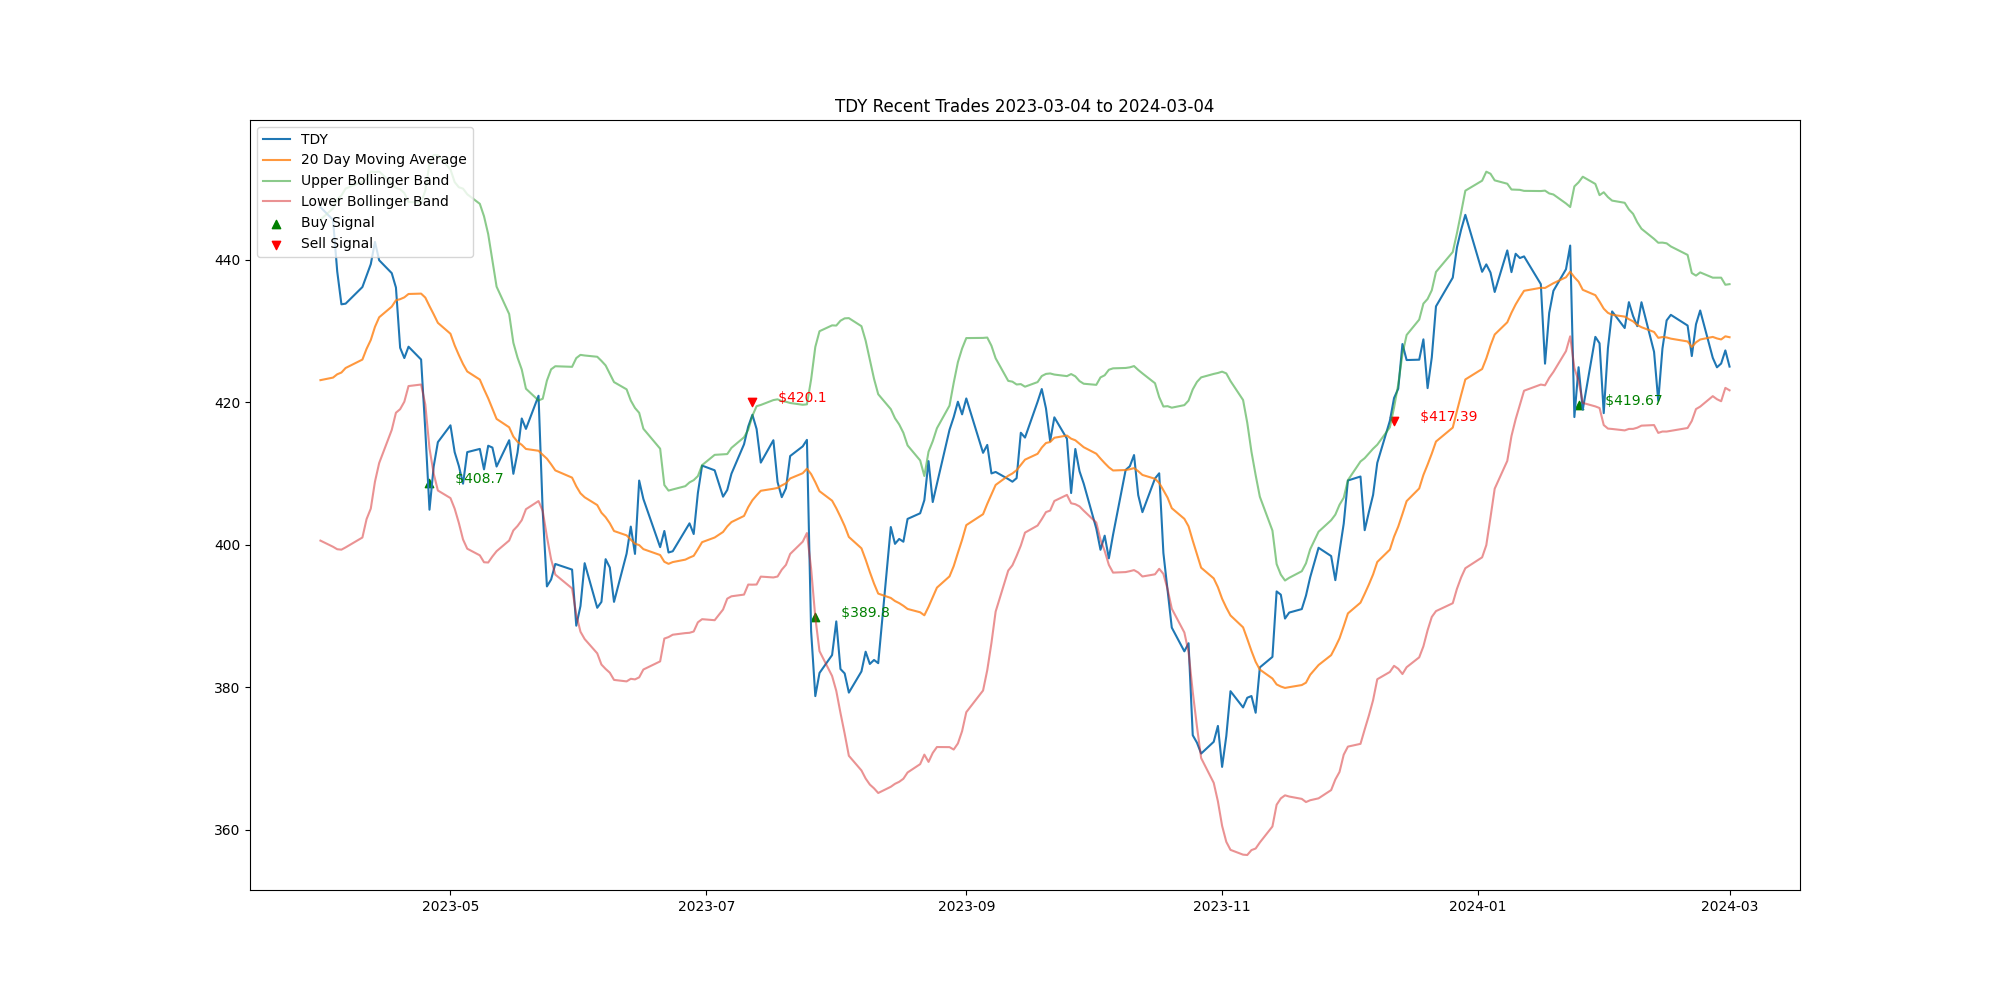 TDY Recent Trades 2023-03-04 to 2024-03-04
TDY
20 Day Moving Average
Upper Bollinger Band
Lower Bollinger Band
Buy Signal
Sell Signal
440
420
400
380
360
$408.7
$420.1
$389.8
$417.39
$419.67
2023-05
2023-07
2023-09
2023-11
2024-01
2024-03